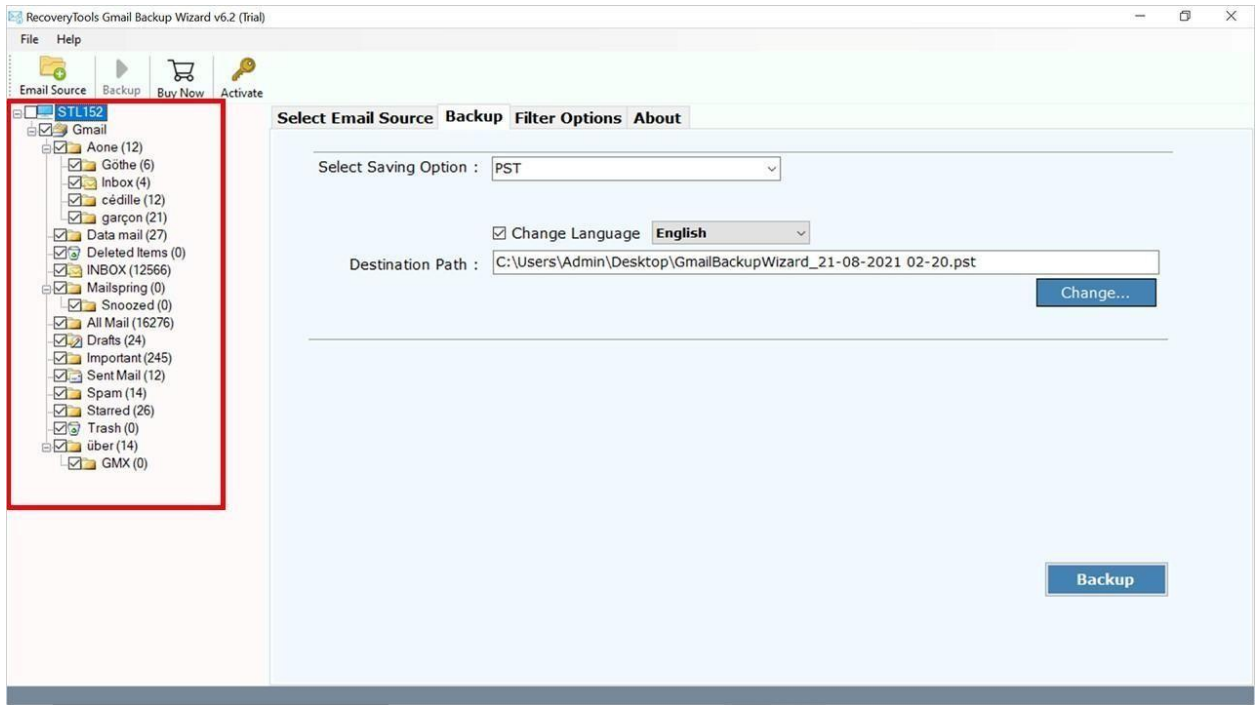 RecoveryTools Gmail Backup Wizard v6.2 (Trial)
File Help
Email Source Backup Buy Now Activate
STL152
Gmail
Aone (12)
Göthe (6)
Inbox (4)
cédille (12)
garçon (21)
Data mail (27)
Deleted Items (0)
INBOX (12566)
Mailspring (0)
Snoozed (0)
All Mail (16276)
Drafts (24)
Important (245)
Sent Mail (12)
Spam (14)
Starred (26)
Trash (0)
über (14)
GMX (0)
Select Email Source Backup Filter Options About
Select Saving Option : PST
Change Language English
Destination Path : C:\Users\Admin\Desktop\GmailBackupWizard_21-08-2021 02-20.pst
Change...
Backup